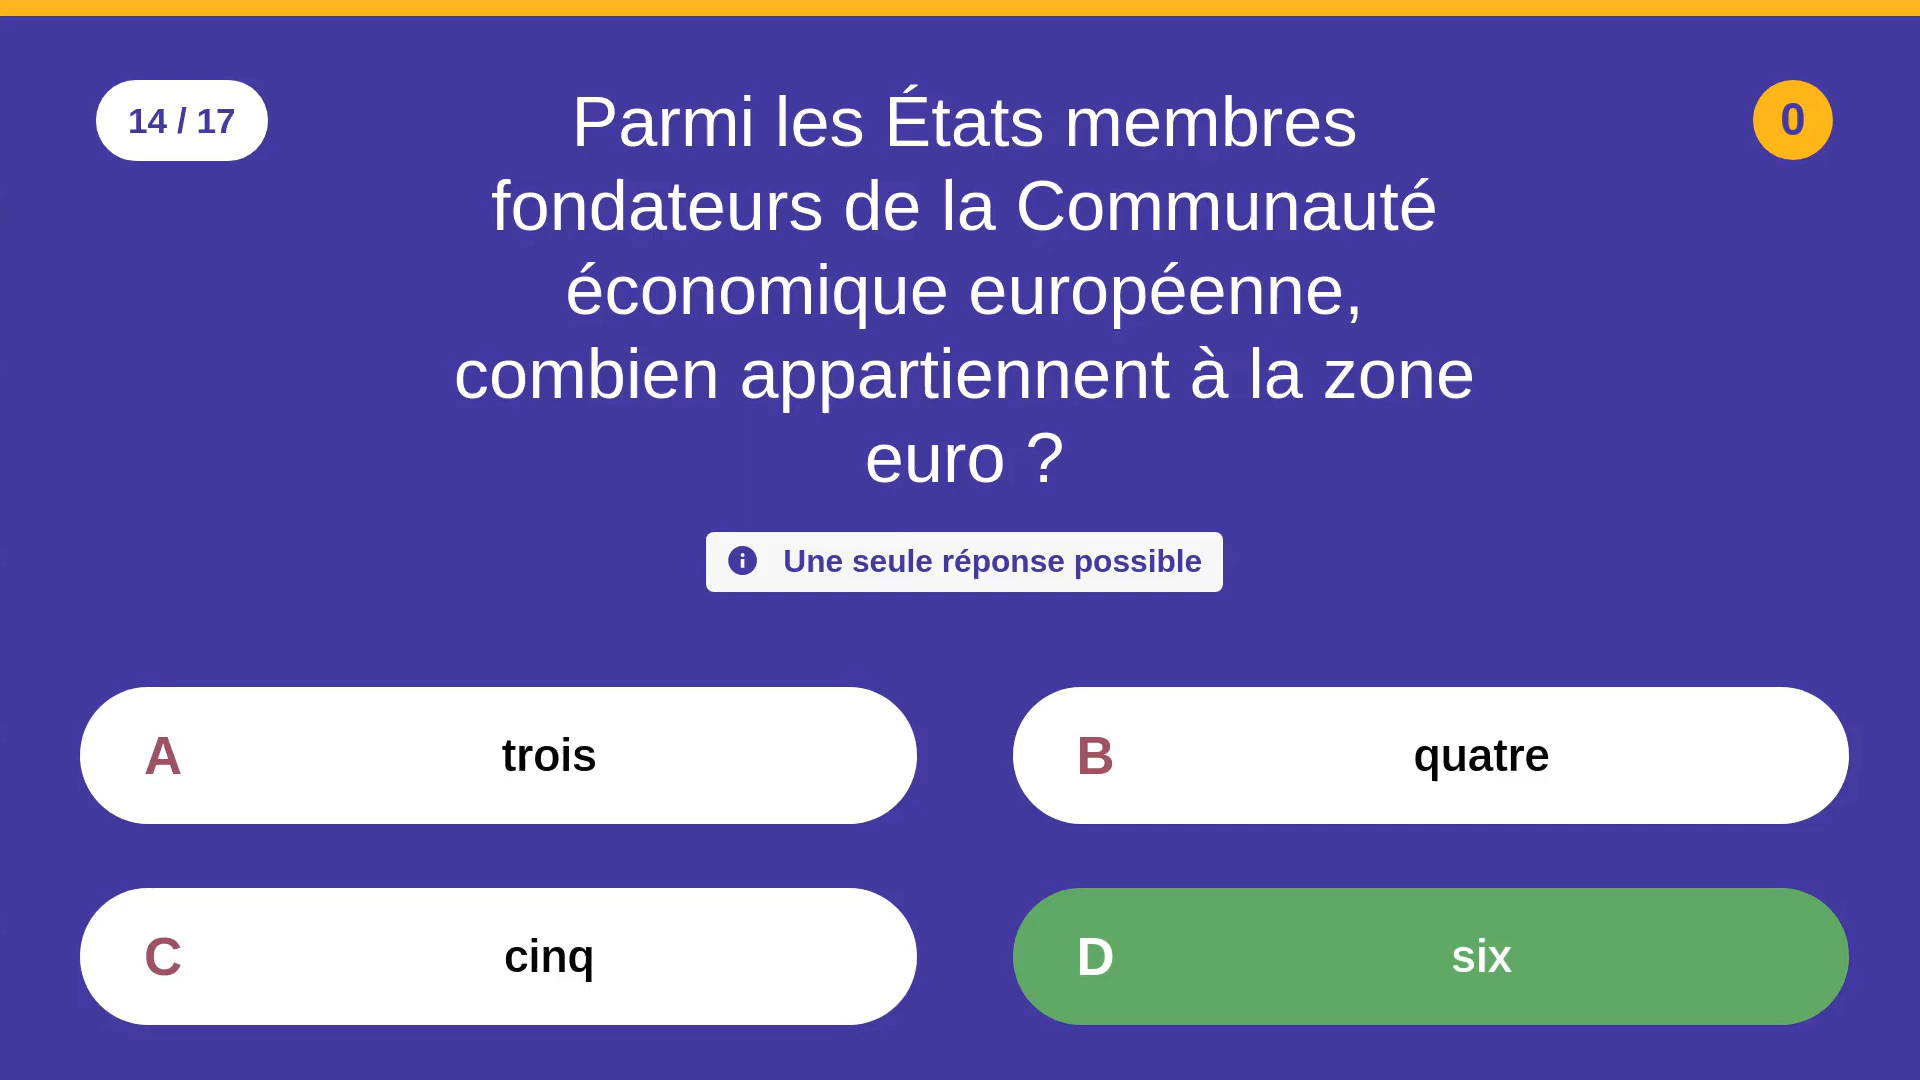 14 / 17
Parmi les États membres
fondateurs de la Communauté
économique européenne,
combien appartiennent à la zone
euro ?
0
Une seule réponse possible
A trois
B quatre
C cinq
D six